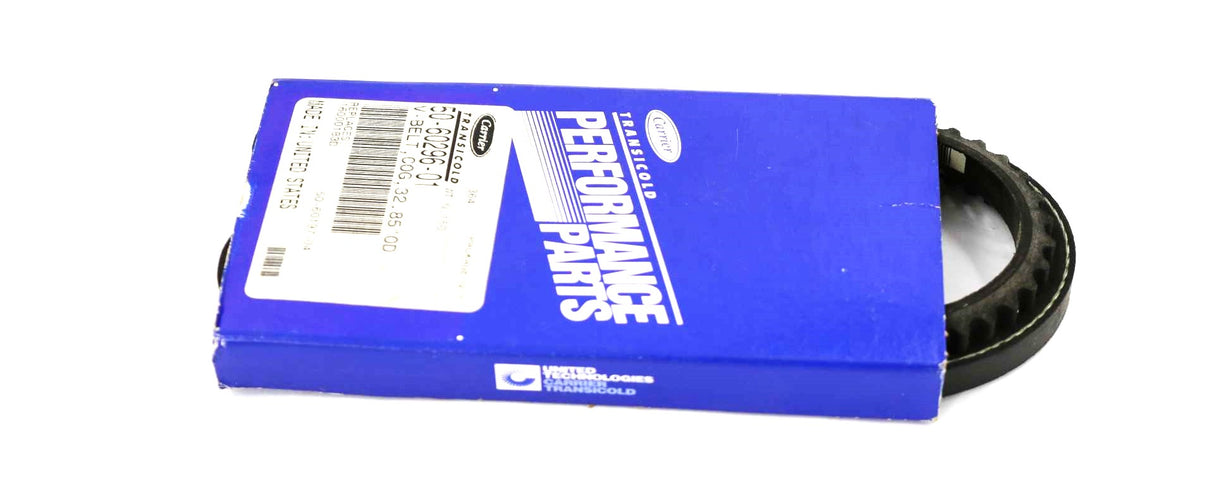 Carrier
TRANSICOLD
PERFORMANCE
PARTS
Carrier
TRANSICOLD
50-60296-01
V-BELT,COG.32.85"OD
REPLACES:
MADE IN UNITED STATES
UNITED
TECHNOLOGIES
CARRIER
TRANSICOLD